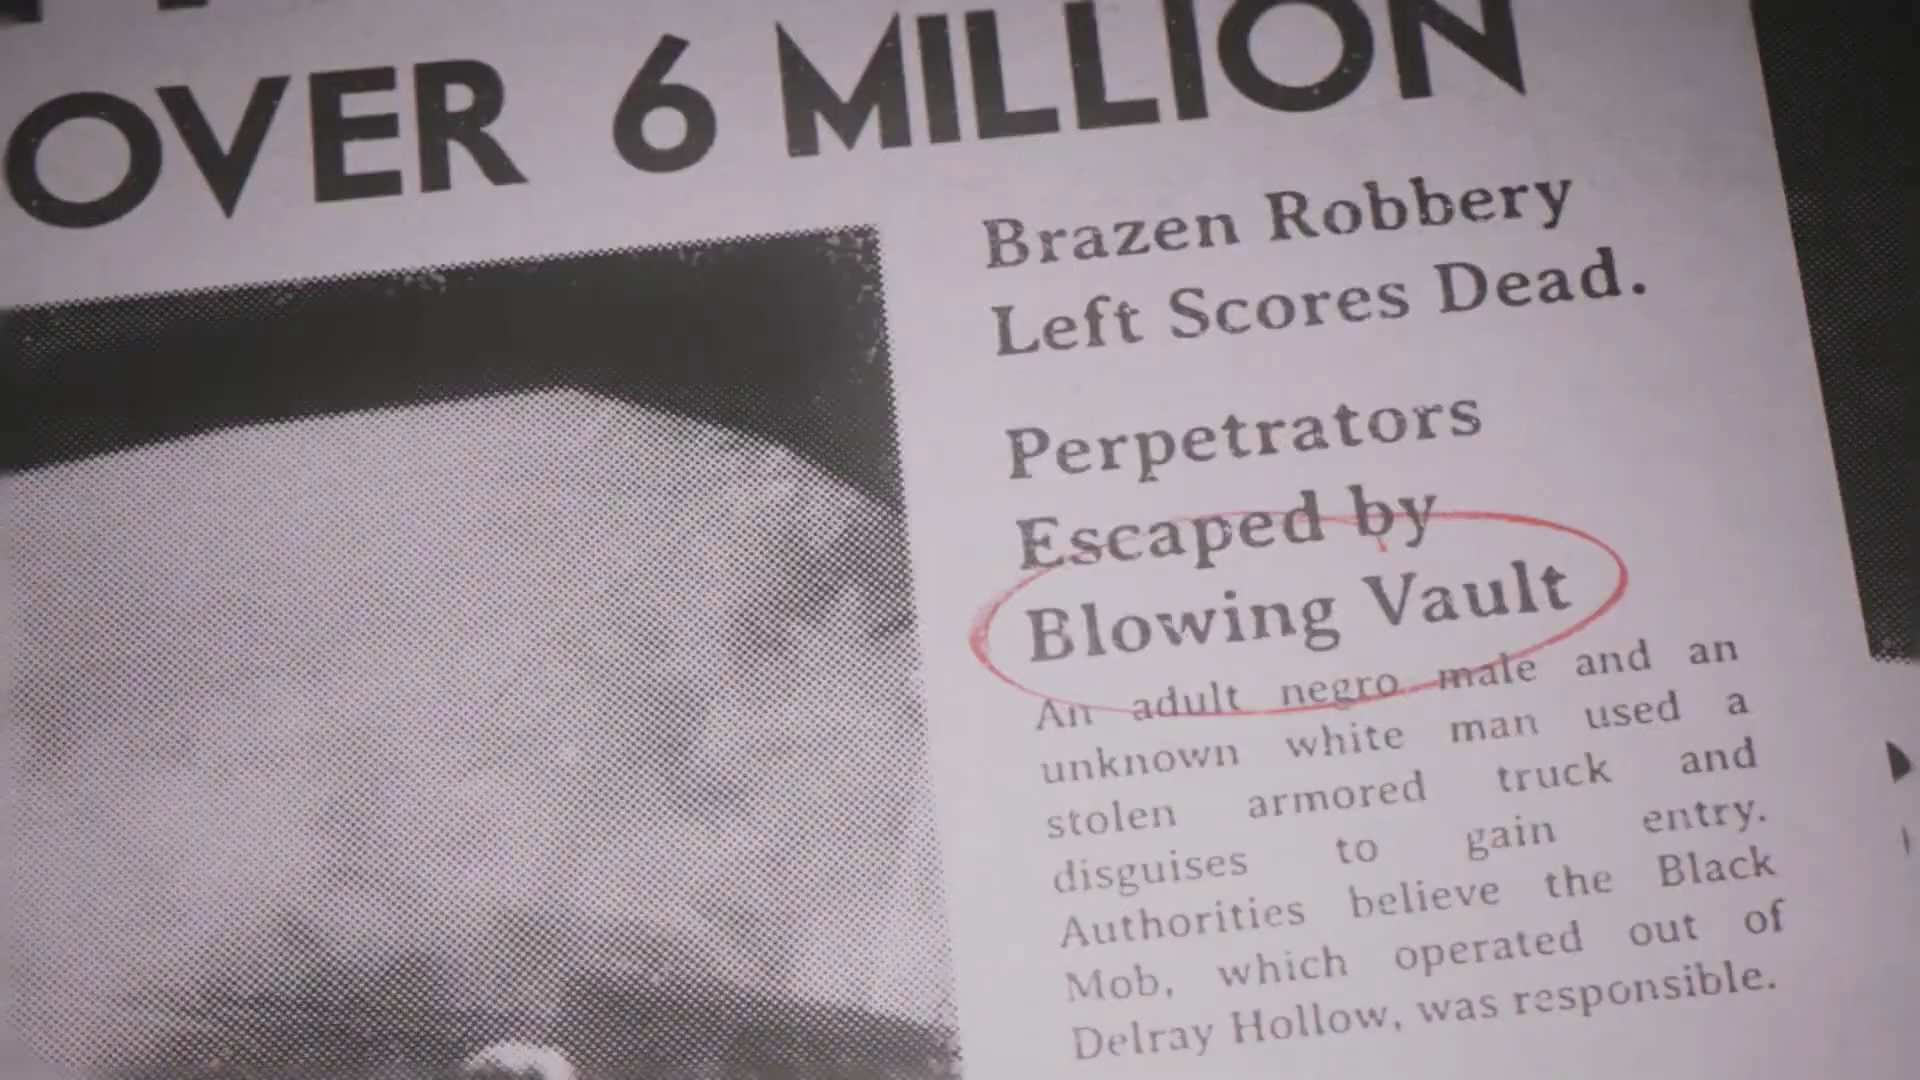 OVER 6 MILLION
Brazen Robbery
Left Scores Dead.
Perpetrators
Escaped by
Blowing Vault
An adult negro male and an
unknown white man used a
stolen armored truck and
disguises to gain entry.
Authorities believe the Black
Mob, which operated out of
Delray Hollow, was responsible.